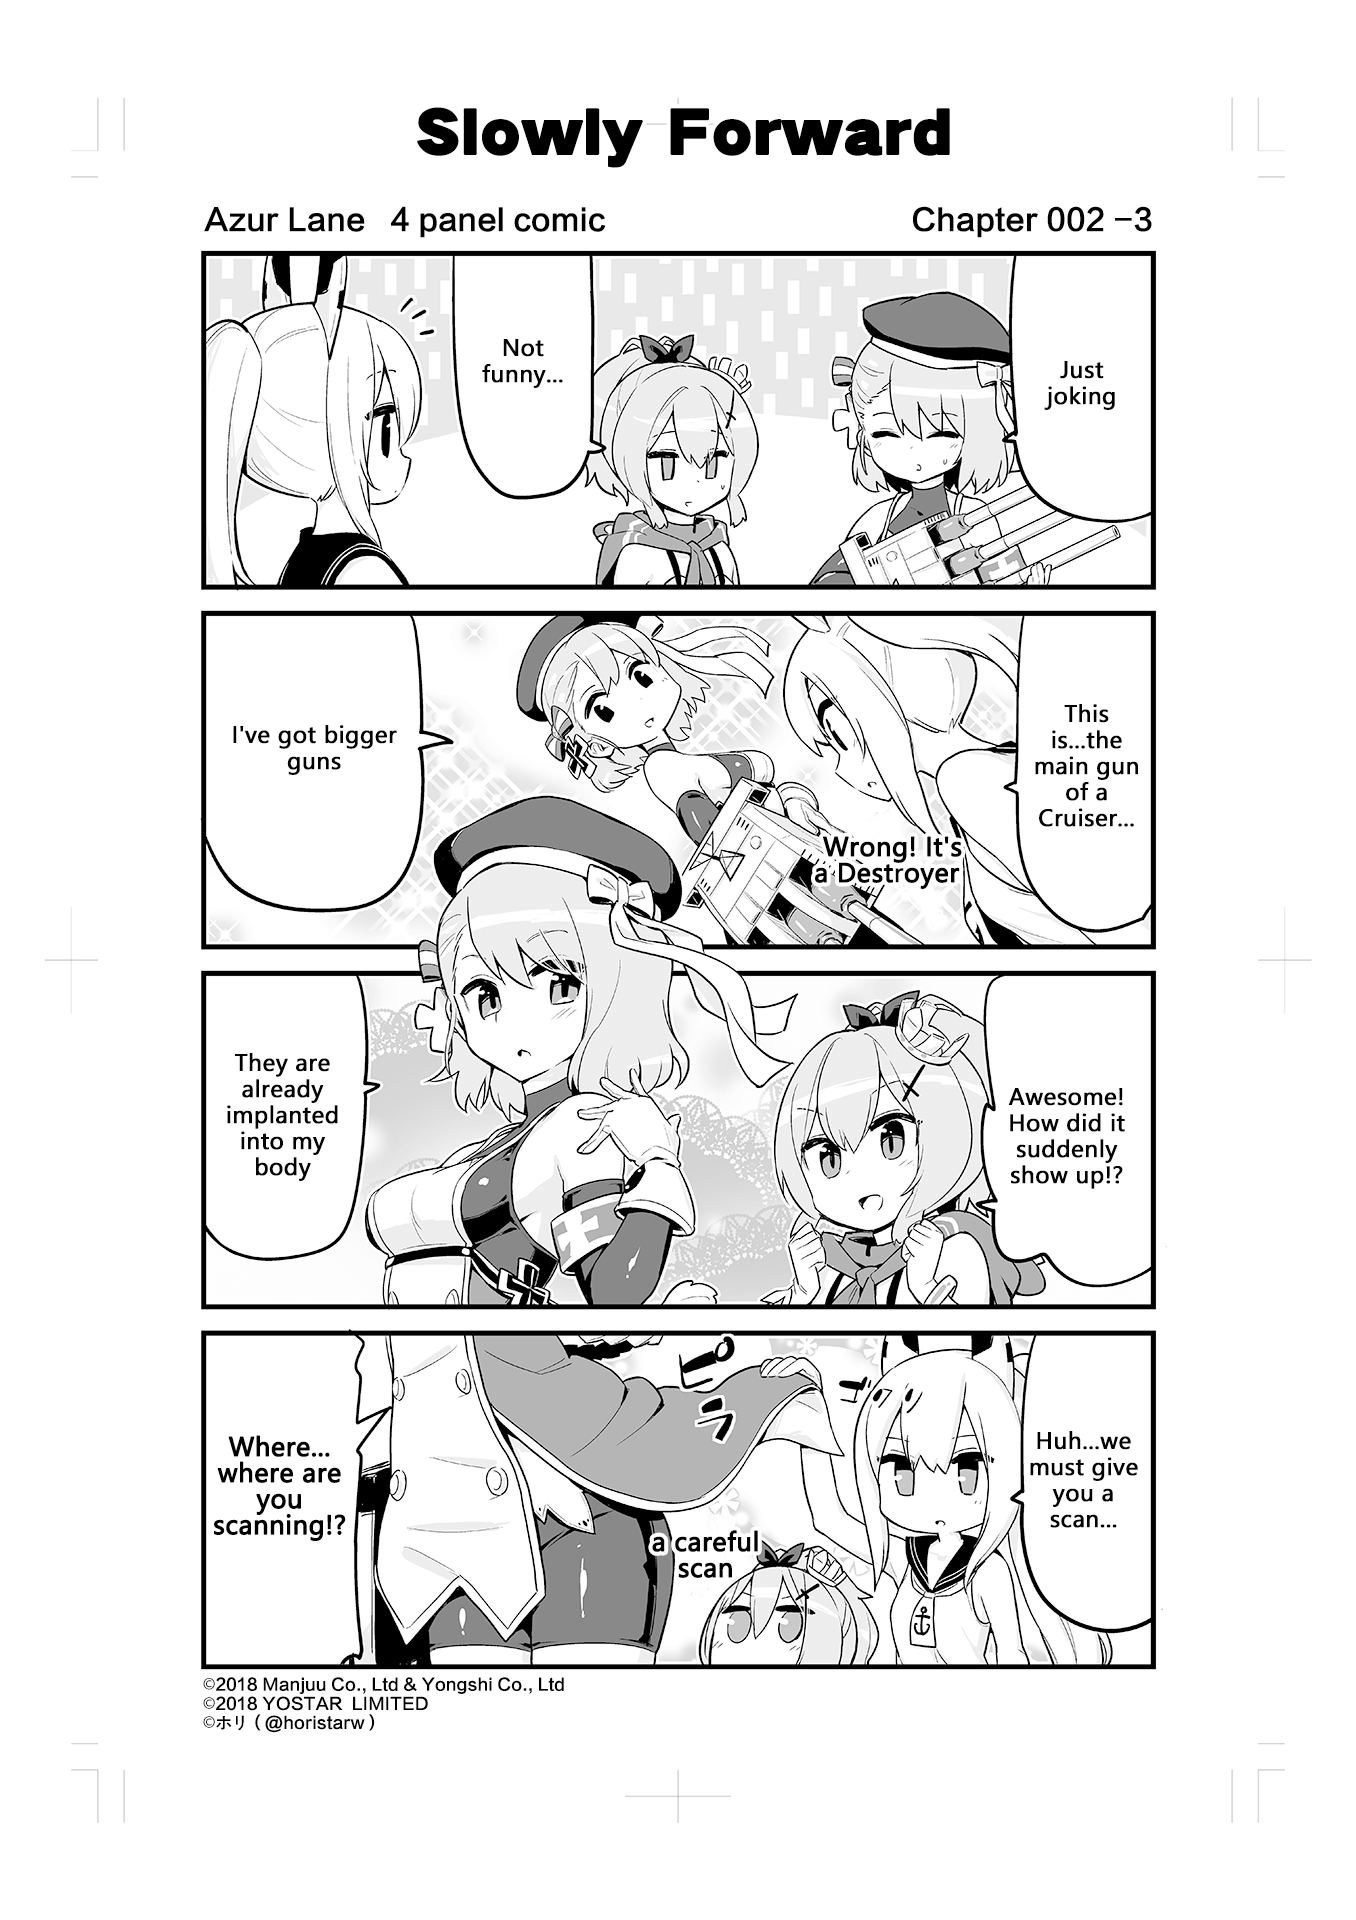 Slowly Forward
Azur Lane 4 panel comic
Chapter 002 −3
Just
joking
Not
funny...
This
is...the
main gun
of a
Cruiser...
Wrong! It's
a Destroyer
I've got bigger
guns
Awesome!
How did it
suddenly
show up!?
They are
already
implanted
into my
body
Huh...we
must give
you a
scan...
ピラ
a careful
scan
Where...
where are
you
scanning!?
©2018 Manjuu Co., Ltd & Yongshi Co., Ltd
©2018 YOSTAR LIMITED
©ホリ ( @horistarw )